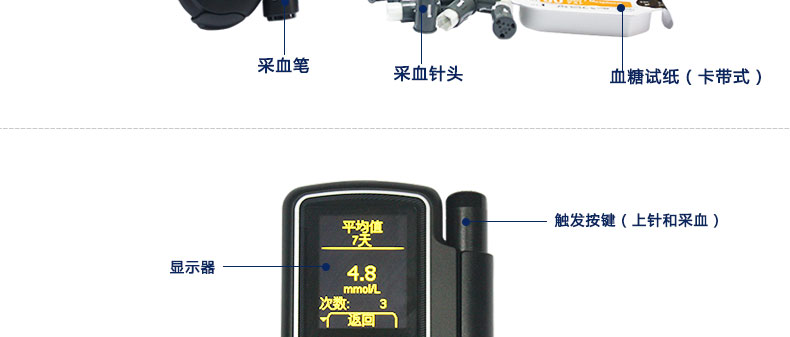 采血笔
采血针头
血糖试纸（卡带式）
触发按键（上针和采血）
显示器
平均值
7天
4.8
mmol/L
次数: 3
返回